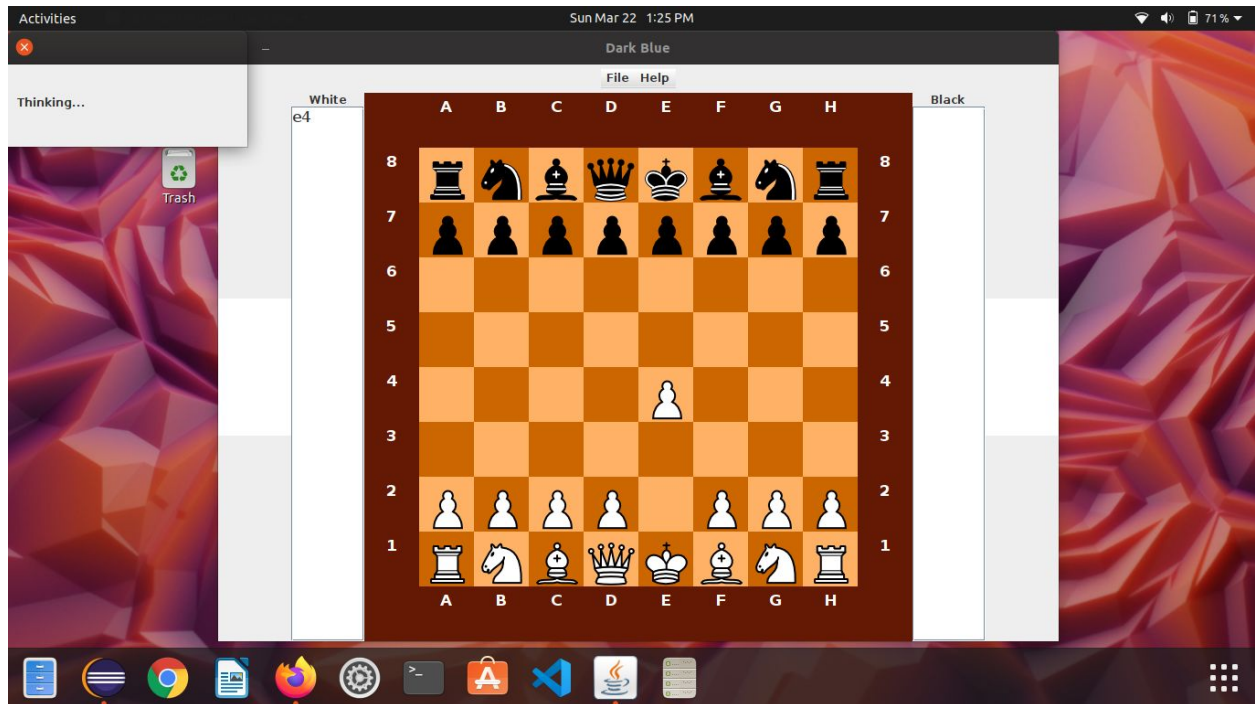 Activities
Sun Mar 22 1:25 PM
71 %
Dark Blue
Thinking...
File Help
Trash
White
Black
e4
A B C D E F G H
8 8
7 7
6 6
5 5
4 4
3 3
2 2
1 1
A B C D E F G H
>_
A